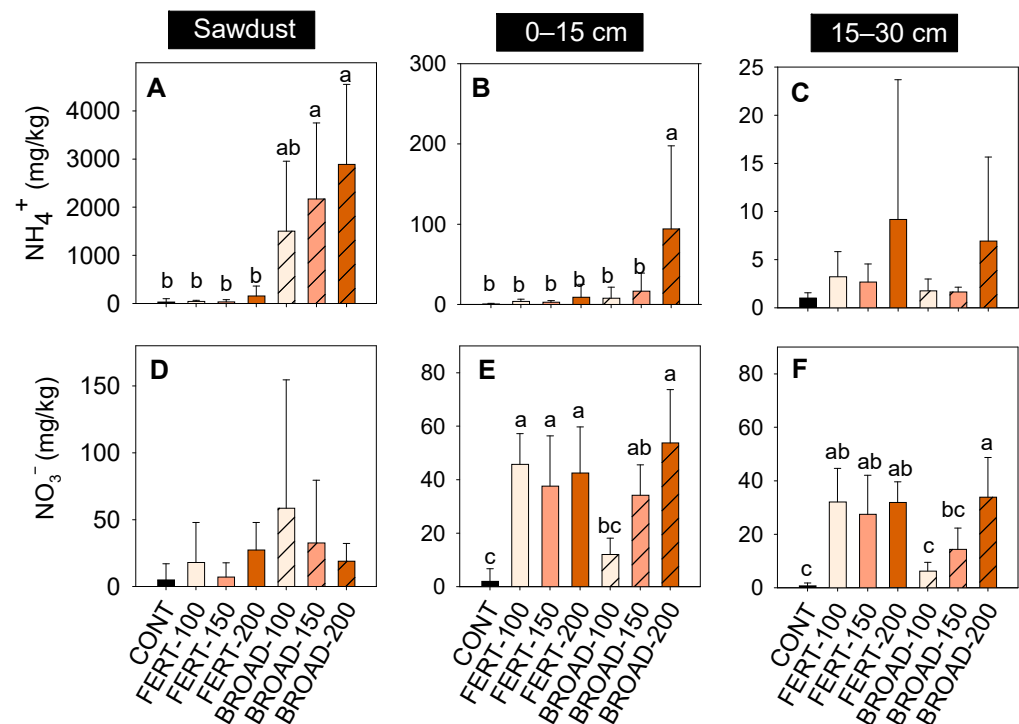 Sawdust
0–15 cm
15–30 cm
NH₄⁺ (mg/kg)
A
4000
3000
2000
1000
0
b
b
b
b
ab
a
a
B
300
200
100
0
b
b
b
b
b
b
a
C
25
20
15
10
5
0
NO₃⁻ (mg/kg)
D
150
100
50
0
E
80
60
40
20
0
c
a
a
a
bc
ab
a
F
80
60
40
20
0
c
ab
ab
ab
c
bc
a
CONT
FERT-100
FERT-150
FERT-200
BROAD-100
BROAD-150
BROAD-200
CONT
FERT-100
FERT-150
FERT-200
BROAD-100
BROAD-150
BROAD-200
CONT
FERT-100
FERT-150
FERT-200
BROAD-100
BROAD-150
BROAD-200